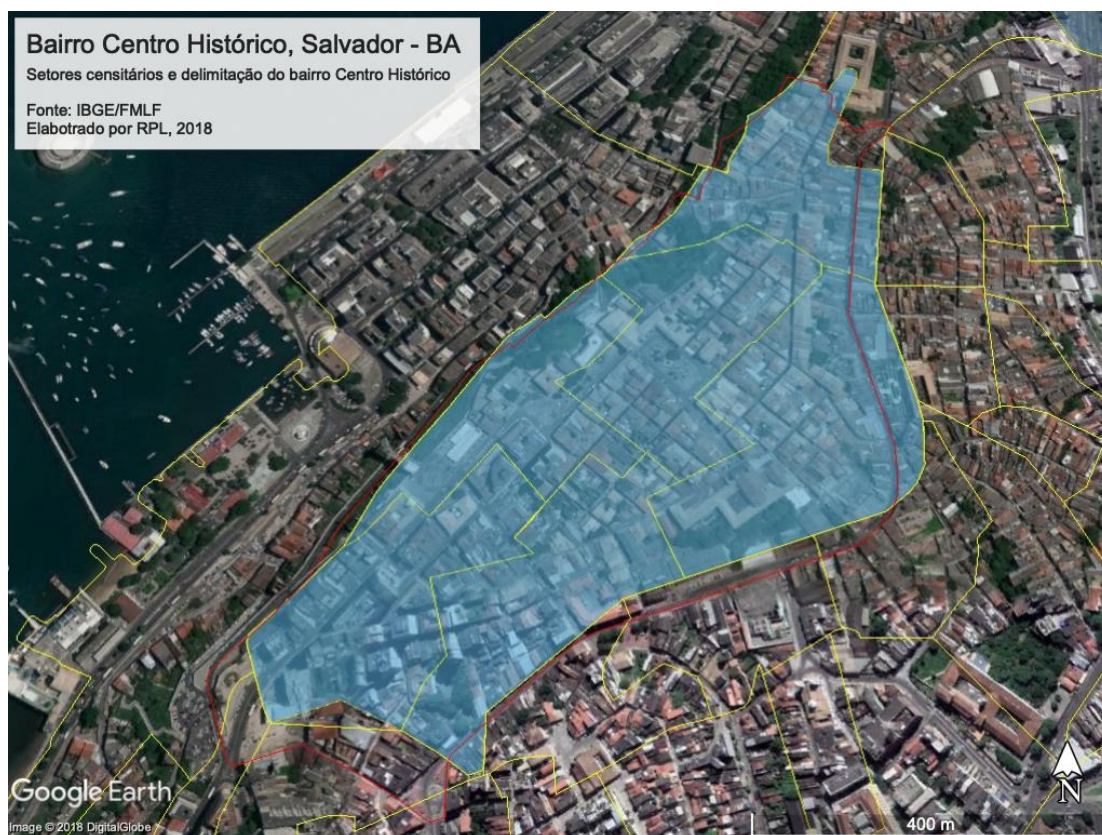 Bairro Centro Histórico, Salvador - BA
Setores censitários e delimitação do bairro Centro Histórico
Fonte: IBGE/FMLF
Elabotrado por RPL, 2018
N
Google Earth
400 m
Image © 2018 DigitalGlobe